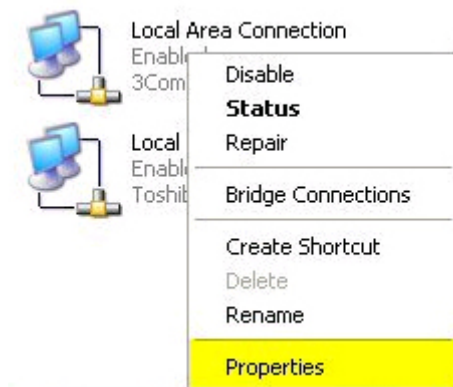 Local Area Connection
3Com
Local
Disable
Status
Repair
Bridge Connections
Create Shortcut
Delete
Rename
Properties